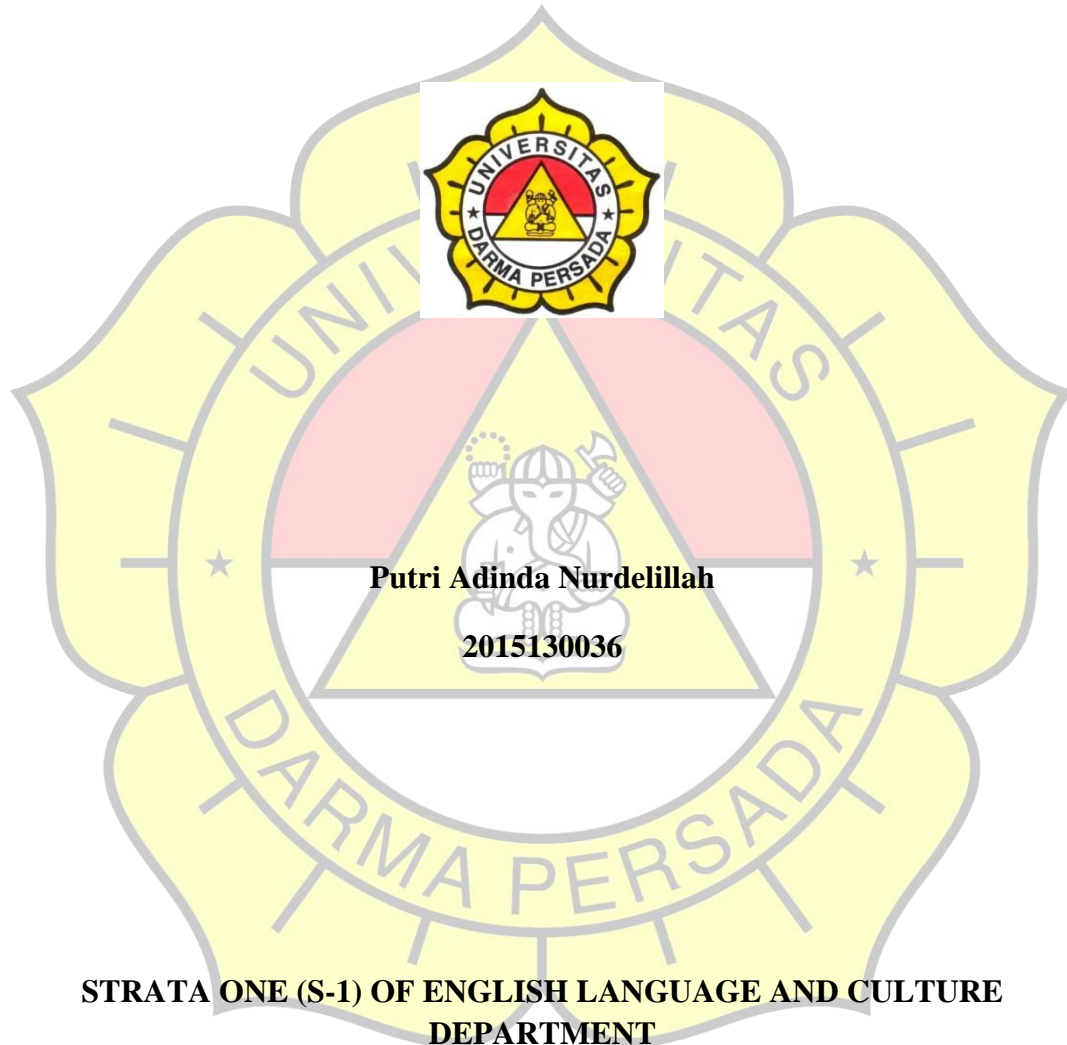 UNIVERSITAS
DARMA PERSADA
UNIVERSITAS
Putri Adinda Nurdelillah
2015130036
DARMA PERSADA
STRATA ONE (S-1) OF ENGLISH LANGUAGE AND CULTURE
DEPARTMENT